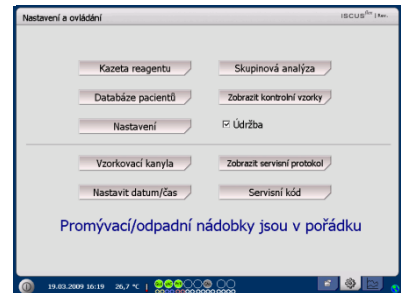 Nastavení a ovládání
ISCUS flex
Kazeta reagentu
Skupinová analýza
Databáze pacientů
Zobrazit kontrolní vzorky
Nastavení
Údržba
Vzorkovací kanyla
Zobrazit servisní protokol
Nastavit datum/čas
Servisní kód
Promývací/odpadní nádobky jsou v pořádku
19.03.2009 16:19 26,7 °C